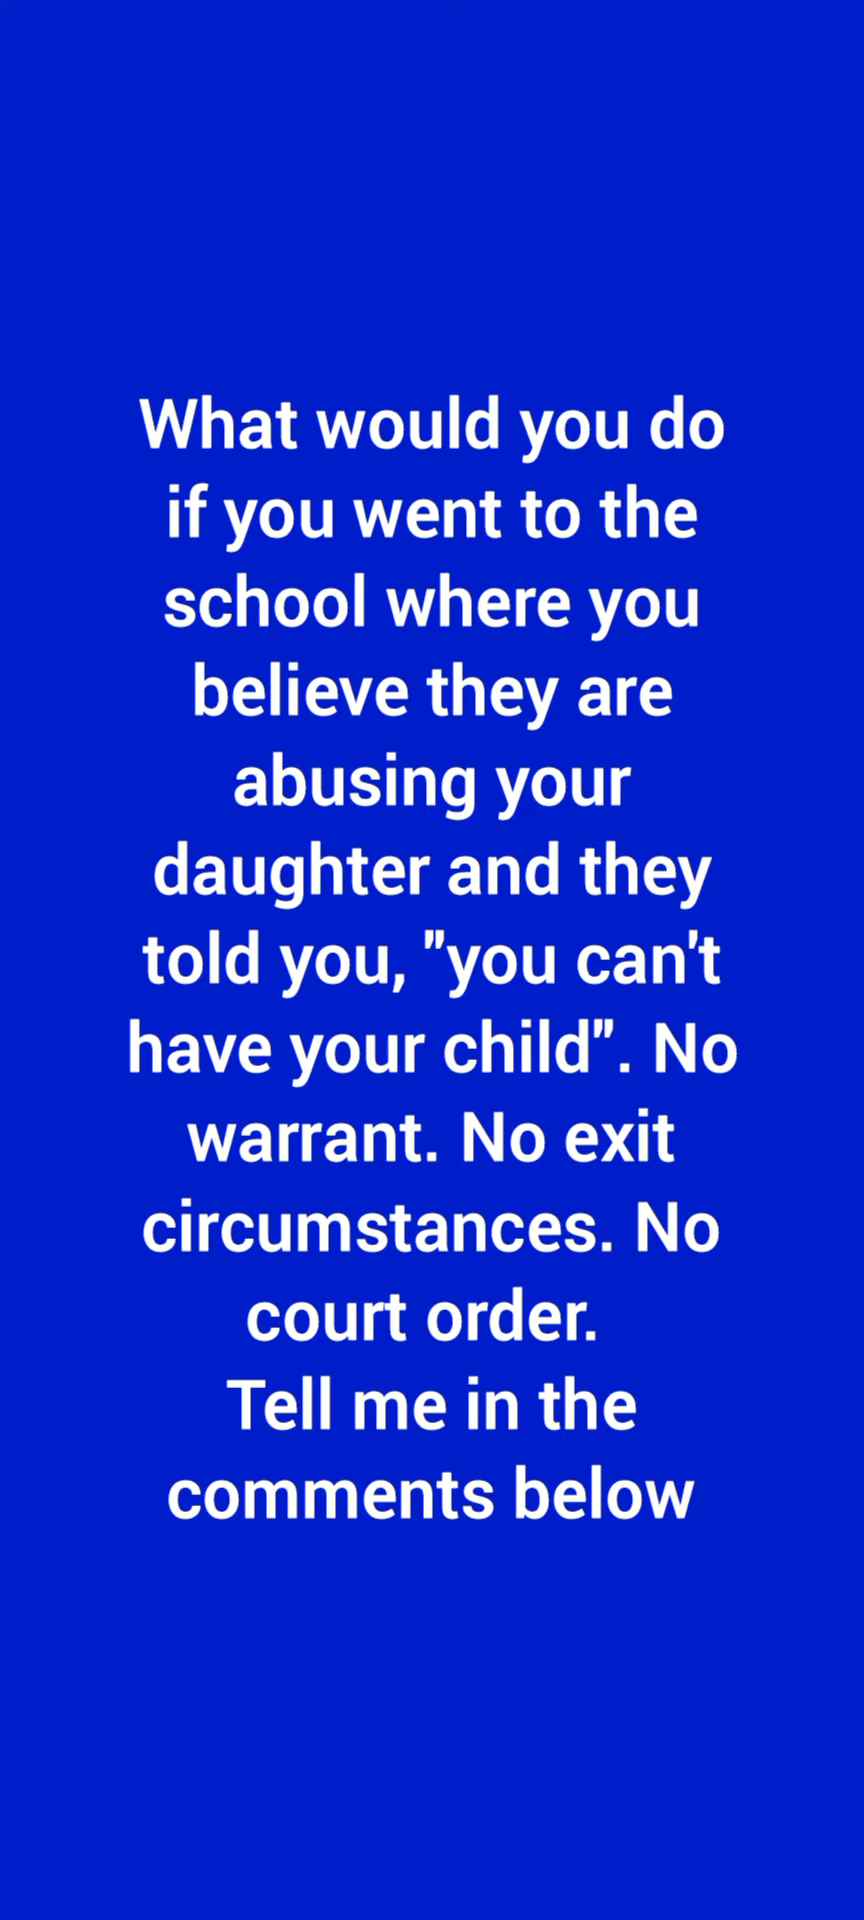 What would you do
if you went to the
school where you
believe they are
abusing your
daughter and they
told you, "you can't
have your child". No
warrant. No exit
circumstances. No
court order.
Tell me in the
comments below